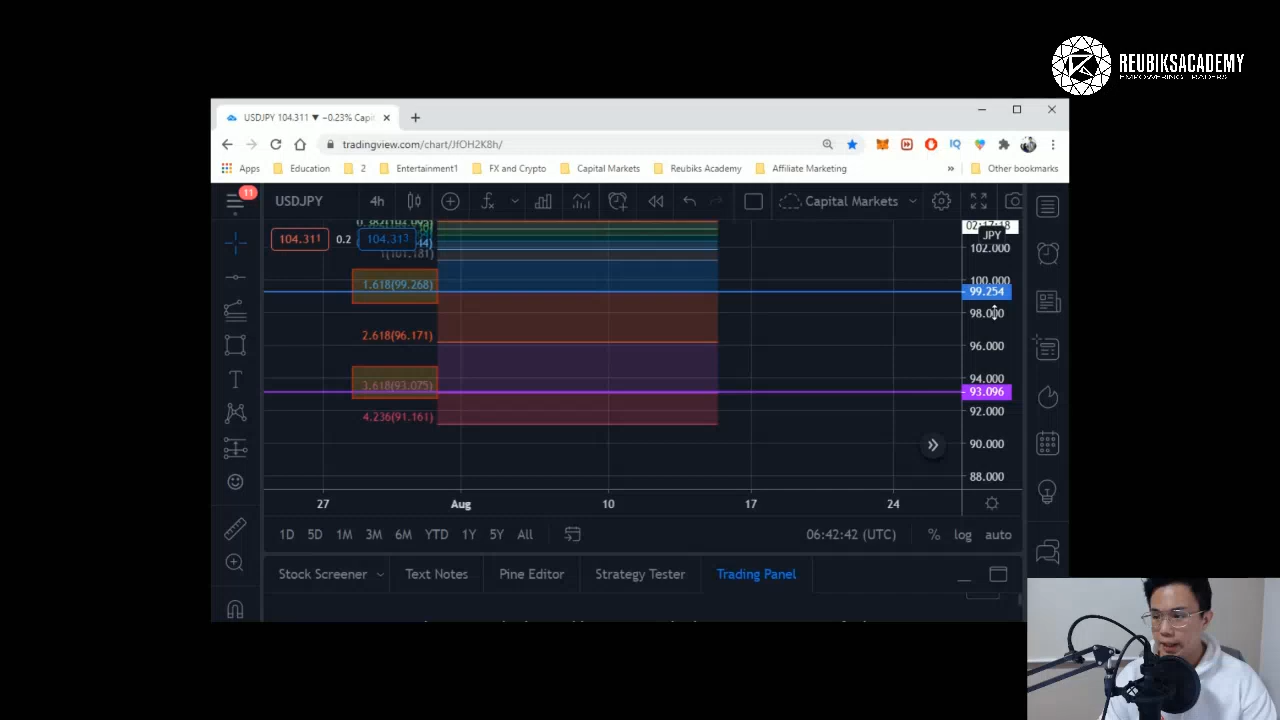 REUBIKSACADEMY
EMPOWERING TRADERS
USDJPY 104.311 ▼ −0.23% Capit
tradingview.com/chart/JfOH2K8h/
Apps Education 2 Entertainment1 FX and Crypto Capital Markets Reubiks Academy Affiliate Marketing » Other bookmarks
11
USDJPY 4h Capital Markets
104.311 0.2 104.313
02:17:18
JPY
102.000
1(101.181)
100.000
1.618(99.268)
99.254
98.000
2.618(96.171)
96.000
94.000
3.618(93.075)
93.096
92.000
4.236(91.161)
90.000
88.000
27 Aug 10 17 24
1D 5D 1M 3M 6M YTD 1Y 5Y All 06:42:42 (UTC) % log auto
Stock Screener Text Notes Pine Editor Strategy Tester Trading Panel